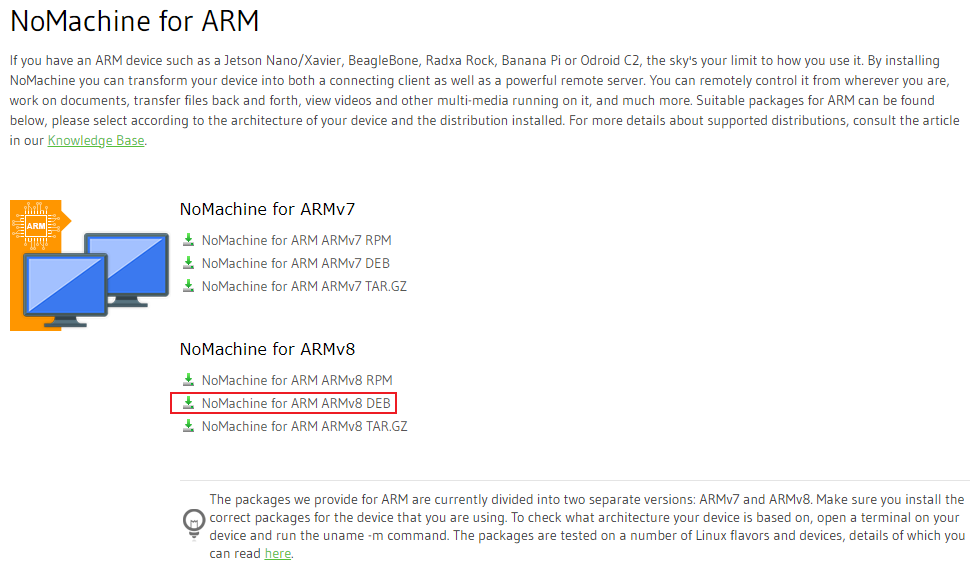 NoMachine for ARM
If you have an ARM device such as a Jetson Nano/Xavier, BeagleBone, Radxa Rock, Banana Pi or Odroid C2, the sky's your limit to how you use it. By installing
NoMachine you can transform your device into both a connecting client as well as a powerful remote server. You can remotely control it from wherever you are,
work on documents, transfer files back and forth, view videos and other multi-media running on it, and much more. Suitable packages for ARM can be found
below, please select according to the architecture of your device and the distribution installed. For more details about supported distributions, consult the article
in our Knowledge Base.
ARM
NoMachine for ARMv7
NoMachine for ARM ARMv7 RPM
NoMachine for ARM ARMv7 DEB
NoMachine for ARM ARMv7 TAR.GZ
NoMachine for ARMv8
NoMachine for ARM ARMv8 RPM
NoMachine for ARM ARMv8 DEB
NoMachine for ARM ARMv8 TAR.GZ
The packages we provide for ARM are currently divided into two separate versions: ARMv7 and ARMv8. Make sure you install the
correct packages for the device that you are using. To check what architecture your device is based on, open a terminal on your
device and run the uname -m command. The packages are tested on a number of Linux flavors and devices, details of which you
can read here.